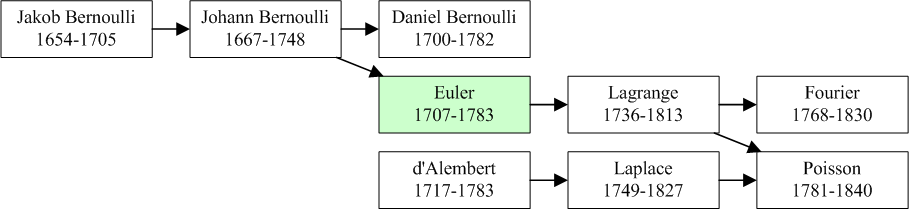 Jakob Bernoulli
1654-1705
Johann Bernoulli
1667-1748
Daniel Bernoulli
1700-1782
Euler
1707-1783
Lagrange
1736-1813
Fourier
1768-1830
d'Alembert
1717-1783
Laplace
1749-1827
Poisson
1781-1840